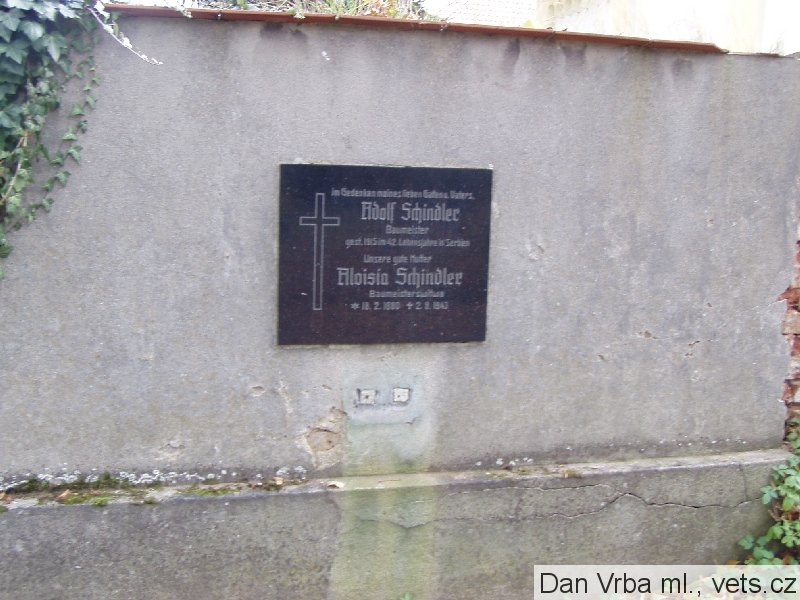 Im Gedenken meines lieben Gatten u. Vaters,
Adolf Schindler
Baumeister
gest. 1915 im 42. Lebensjahre in Serbien
Unsere gute Mutter
Aloisia Schindler
Baumeisterswitwe
* 18. 2. 1880 + 2. 8. 1943
Dan Vrba ml., vets.cz